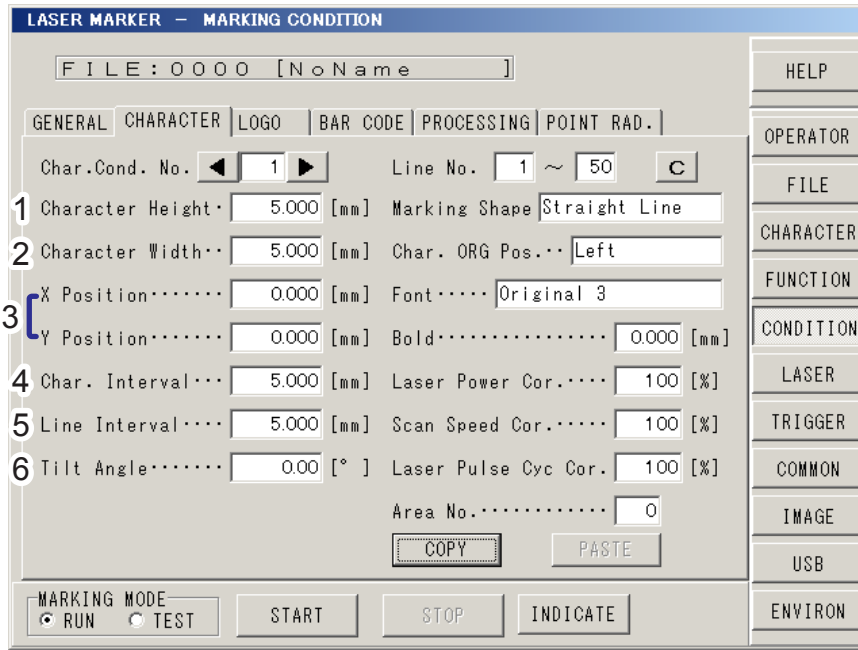 LASER MARKER － MARKING CONDITION
FILE:0000 [NoName ]
HELP
GENERAL CHARACTER LOGO BAR CODE PROCESSING POINT RAD.
OPERATOR
Char.Cond. No. ◀ 1 ▶ Line No. 1 ～ 50 C
FILE
1 Character Height· 5.000 [mm] Marking Shape Straight Line
CHARACTER
2 Character Width·· 5.000 [mm] Char. ORG Pos.·· Left
FUNCTION
3 X Position······· 0.000 [mm] Font····· Original 3
CONDITION
Y Position······· 0.000 [mm] Bold················ 0.000 [mm]
4 Char. Interval··· 5.000 [mm] Laser Power Cor.···· 100 [%]
LASER
5 Line Interval···· 5.000 [mm] Scan Speed Cor.····· 100 [%]
TRIGGER
6 Tilt Angle······· 0.00 [° ] Laser Pulse Cyc Cor. 100 [%]
COMMON
Area No.············ 0
IMAGE
COPY PASTE
USB
MARKING MODE
RUN TEST START STOP INDICATE
ENVIRON